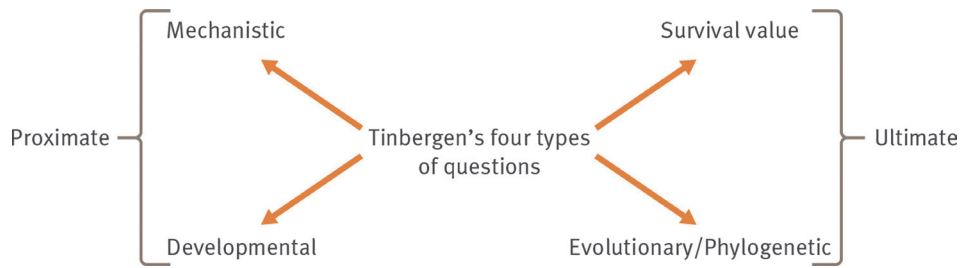 Mechanistic
Survival value
Proximate
Tinbergen's four types
of questions
Ultimate
Developmental
Evolutionary/Phylogenetic